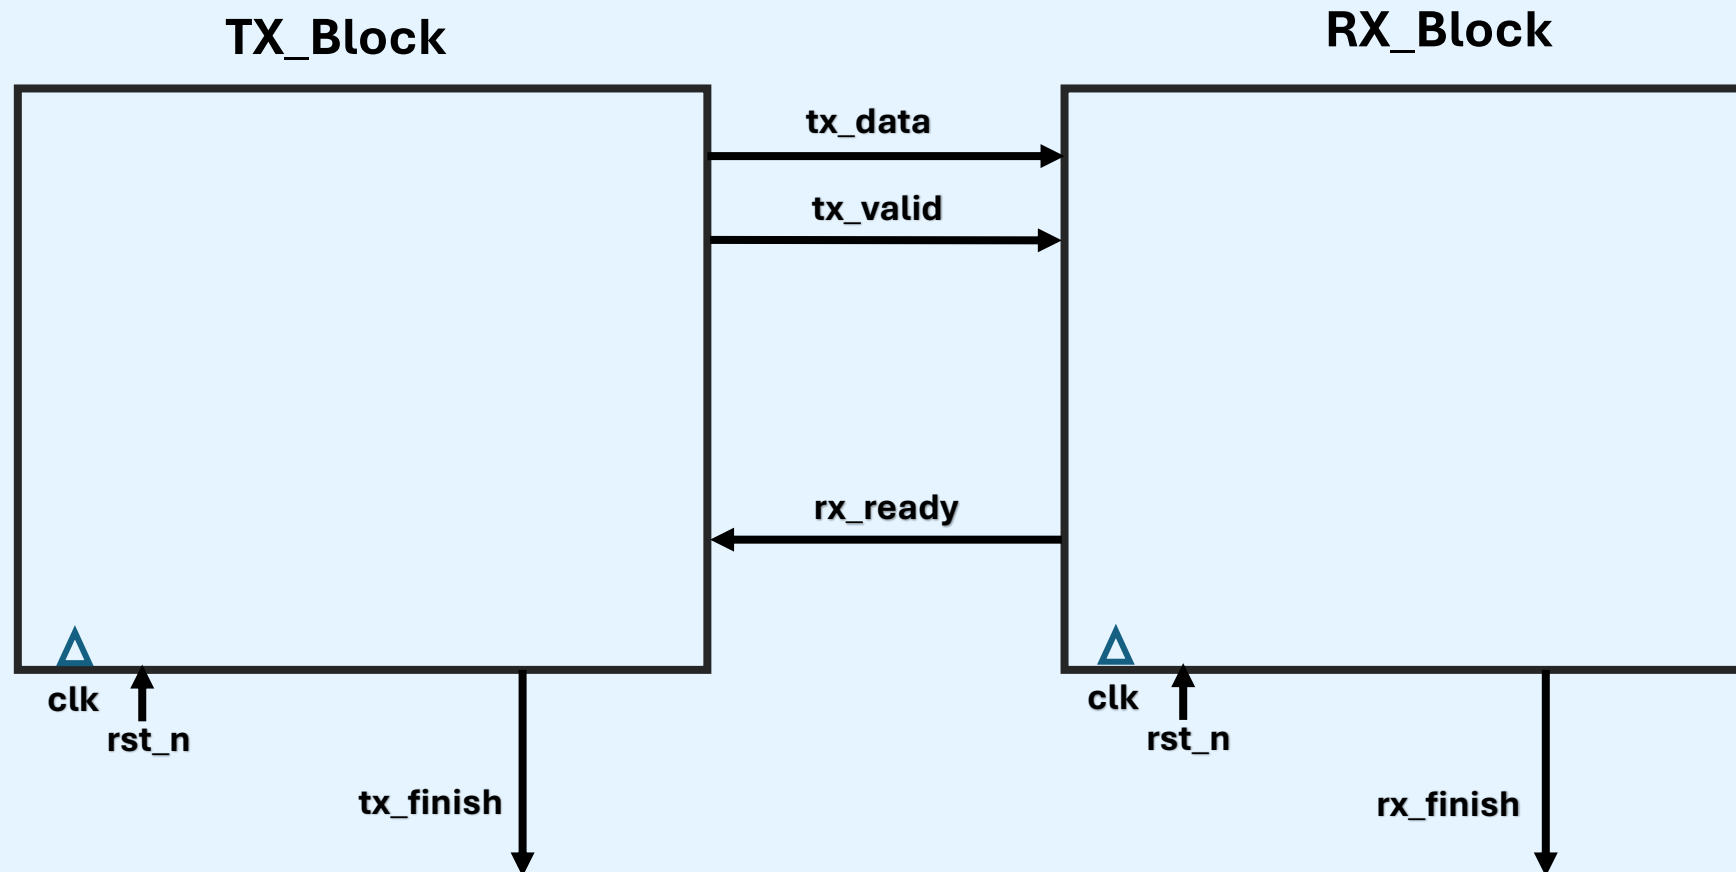 TX_Block
RX_Block
tx_data
tx_valid
rx_ready
clk
rst_n
tx_finish
clk
rst_n
rx_finish